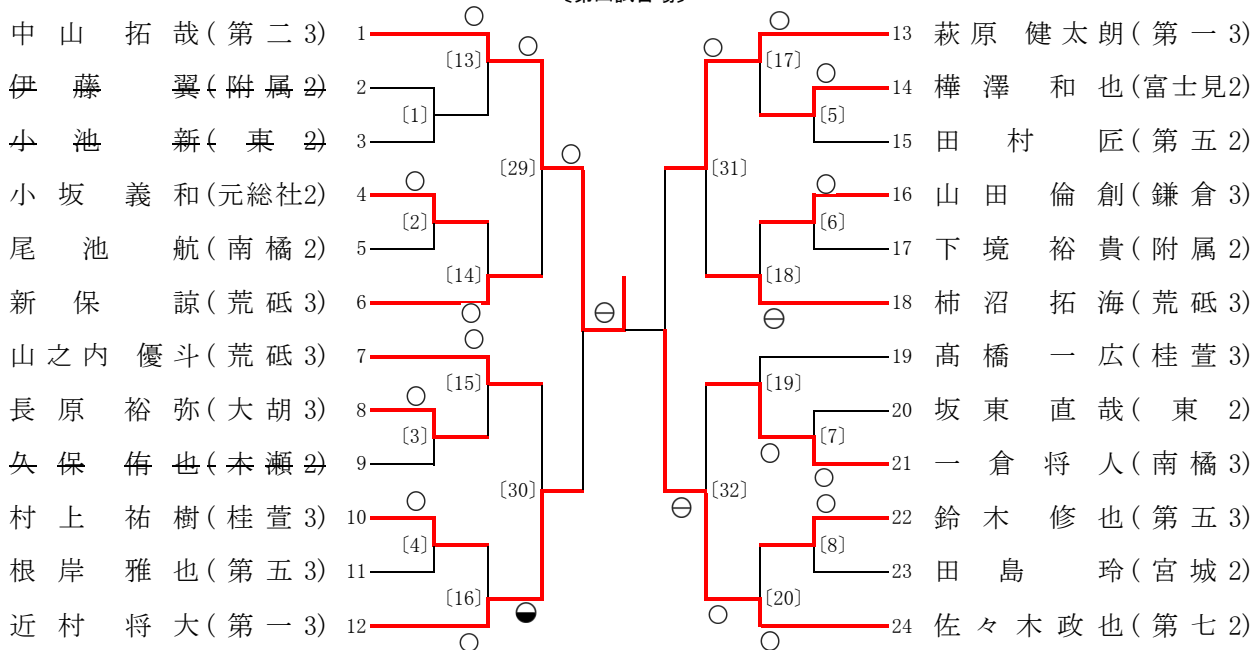 中山 拓哉(第二3) 1
伊藤 翼(附属2) 2
小池 新(東 2) 3
小坂 義和(元総社2) 4
尾池 航(南橘2) 5
新保 諒(荒砥3) 6
山之内 優斗(荒砥3) 7
長原 裕弥(大胡3) 8
久保 侑也(木瀬2) 9
村上 祐樹(桂萱3) 10
根岸 雅也(第五3) 11
近村 将大(第一3) 12
〔13〕
〔1〕
〔29〕
〔2〕
〔14〕
〔15〕
〔3〕
〔30〕
〔4〕
〔16〕
〔17〕
〔5〕
〔31〕
〔6〕
〔18〕
〔19〕
〔7〕
〔32〕
〔8〕
〔20〕
13 萩原 健太朗(第一3)
14 樺澤 和也(富士見2)
15 田村 匠(第五2)
16 山田 倫創(鎌倉3)
17 下境 裕貴(附属2)
18 柿沼 拓海(荒砥3)
19 髙橋 一広(桂萱3)
20 坂東 直哉(東 2)
21 一倉 将人(南橘3)
22 鈴木 修也(第五3)
23 田島 玲(宮城2)
24 佐々木政也(第七2)